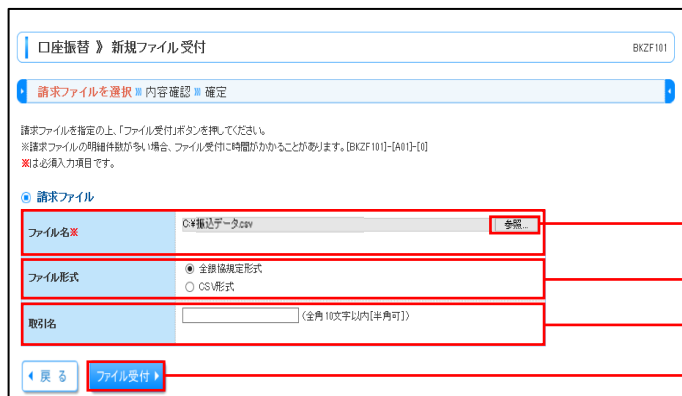 口座振替 》 新規ファイル受付
BKZF101
請求ファイルを選択 》 内容確認 》 確定
請求ファイルを指定の上、「ファイル受付」ボタンを押してください。
※請求ファイルの明細件数が多い場合、ファイル受付に時間がかかることがあります。[BKZF101]-[A01]-[0]
※は必須入力項目です。
請求ファイル
ファイル名※
C:¥振込データ.csv
参照...
ファイル形式
全銀協規定形式
CSV形式
取引名
(全角10文字以内[半角可])
戻る
ファイル受付